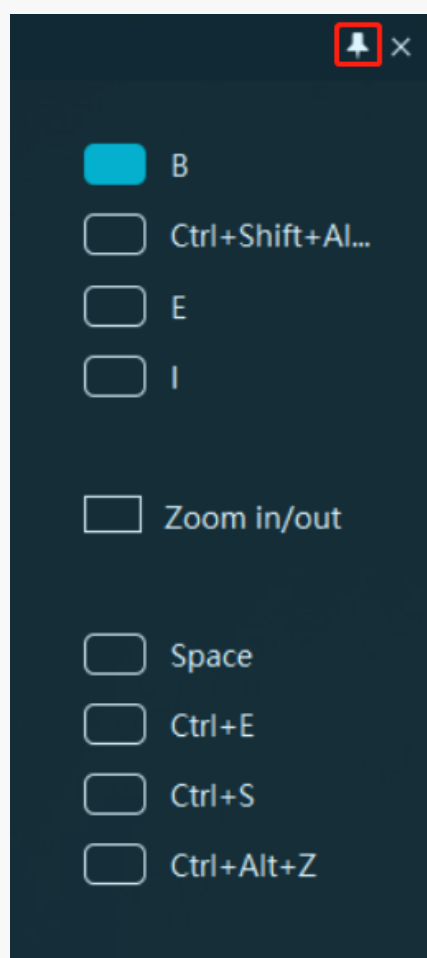 B
Ctrl+Shift+Al...
E
I
Zoom in/out
Space
Ctrl+E
Ctrl+S
Ctrl+Alt+Z